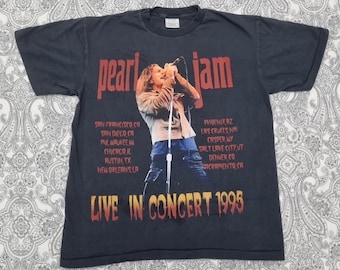 pearl jam
SAN FRANCISCO, CA
SAN DIEGO, CA
MILWAUKEE, WI
CHICAGO, IL
AUSTIN, TX
NEW ORLEANS, LA
PHOENIX, AZ
LAS CRUCES, NM
CASPER, WY
SALT LAKE CITY, UT
DENVER, CO
SACRAMENTO, CA
LIVE IN CONCERT 1995